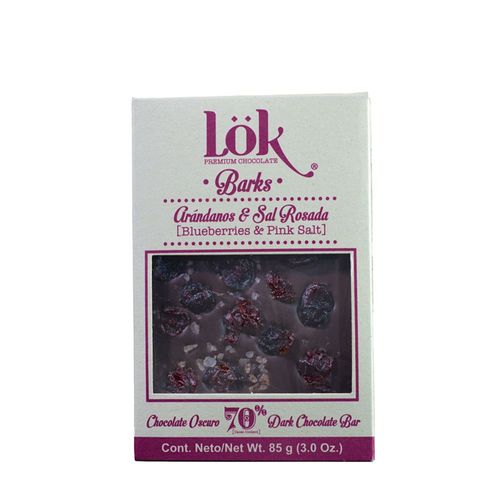 Lök
PREMIUM CHOCOLATE
®
• Barks •
Arándanos & Sal Rosada
[Blueberries & Pink Salt]
Chocolate Oscuro 70% Dark Chocolate Bar
Cont. Neto/Net Wt. 85 g (3.0 Oz.)